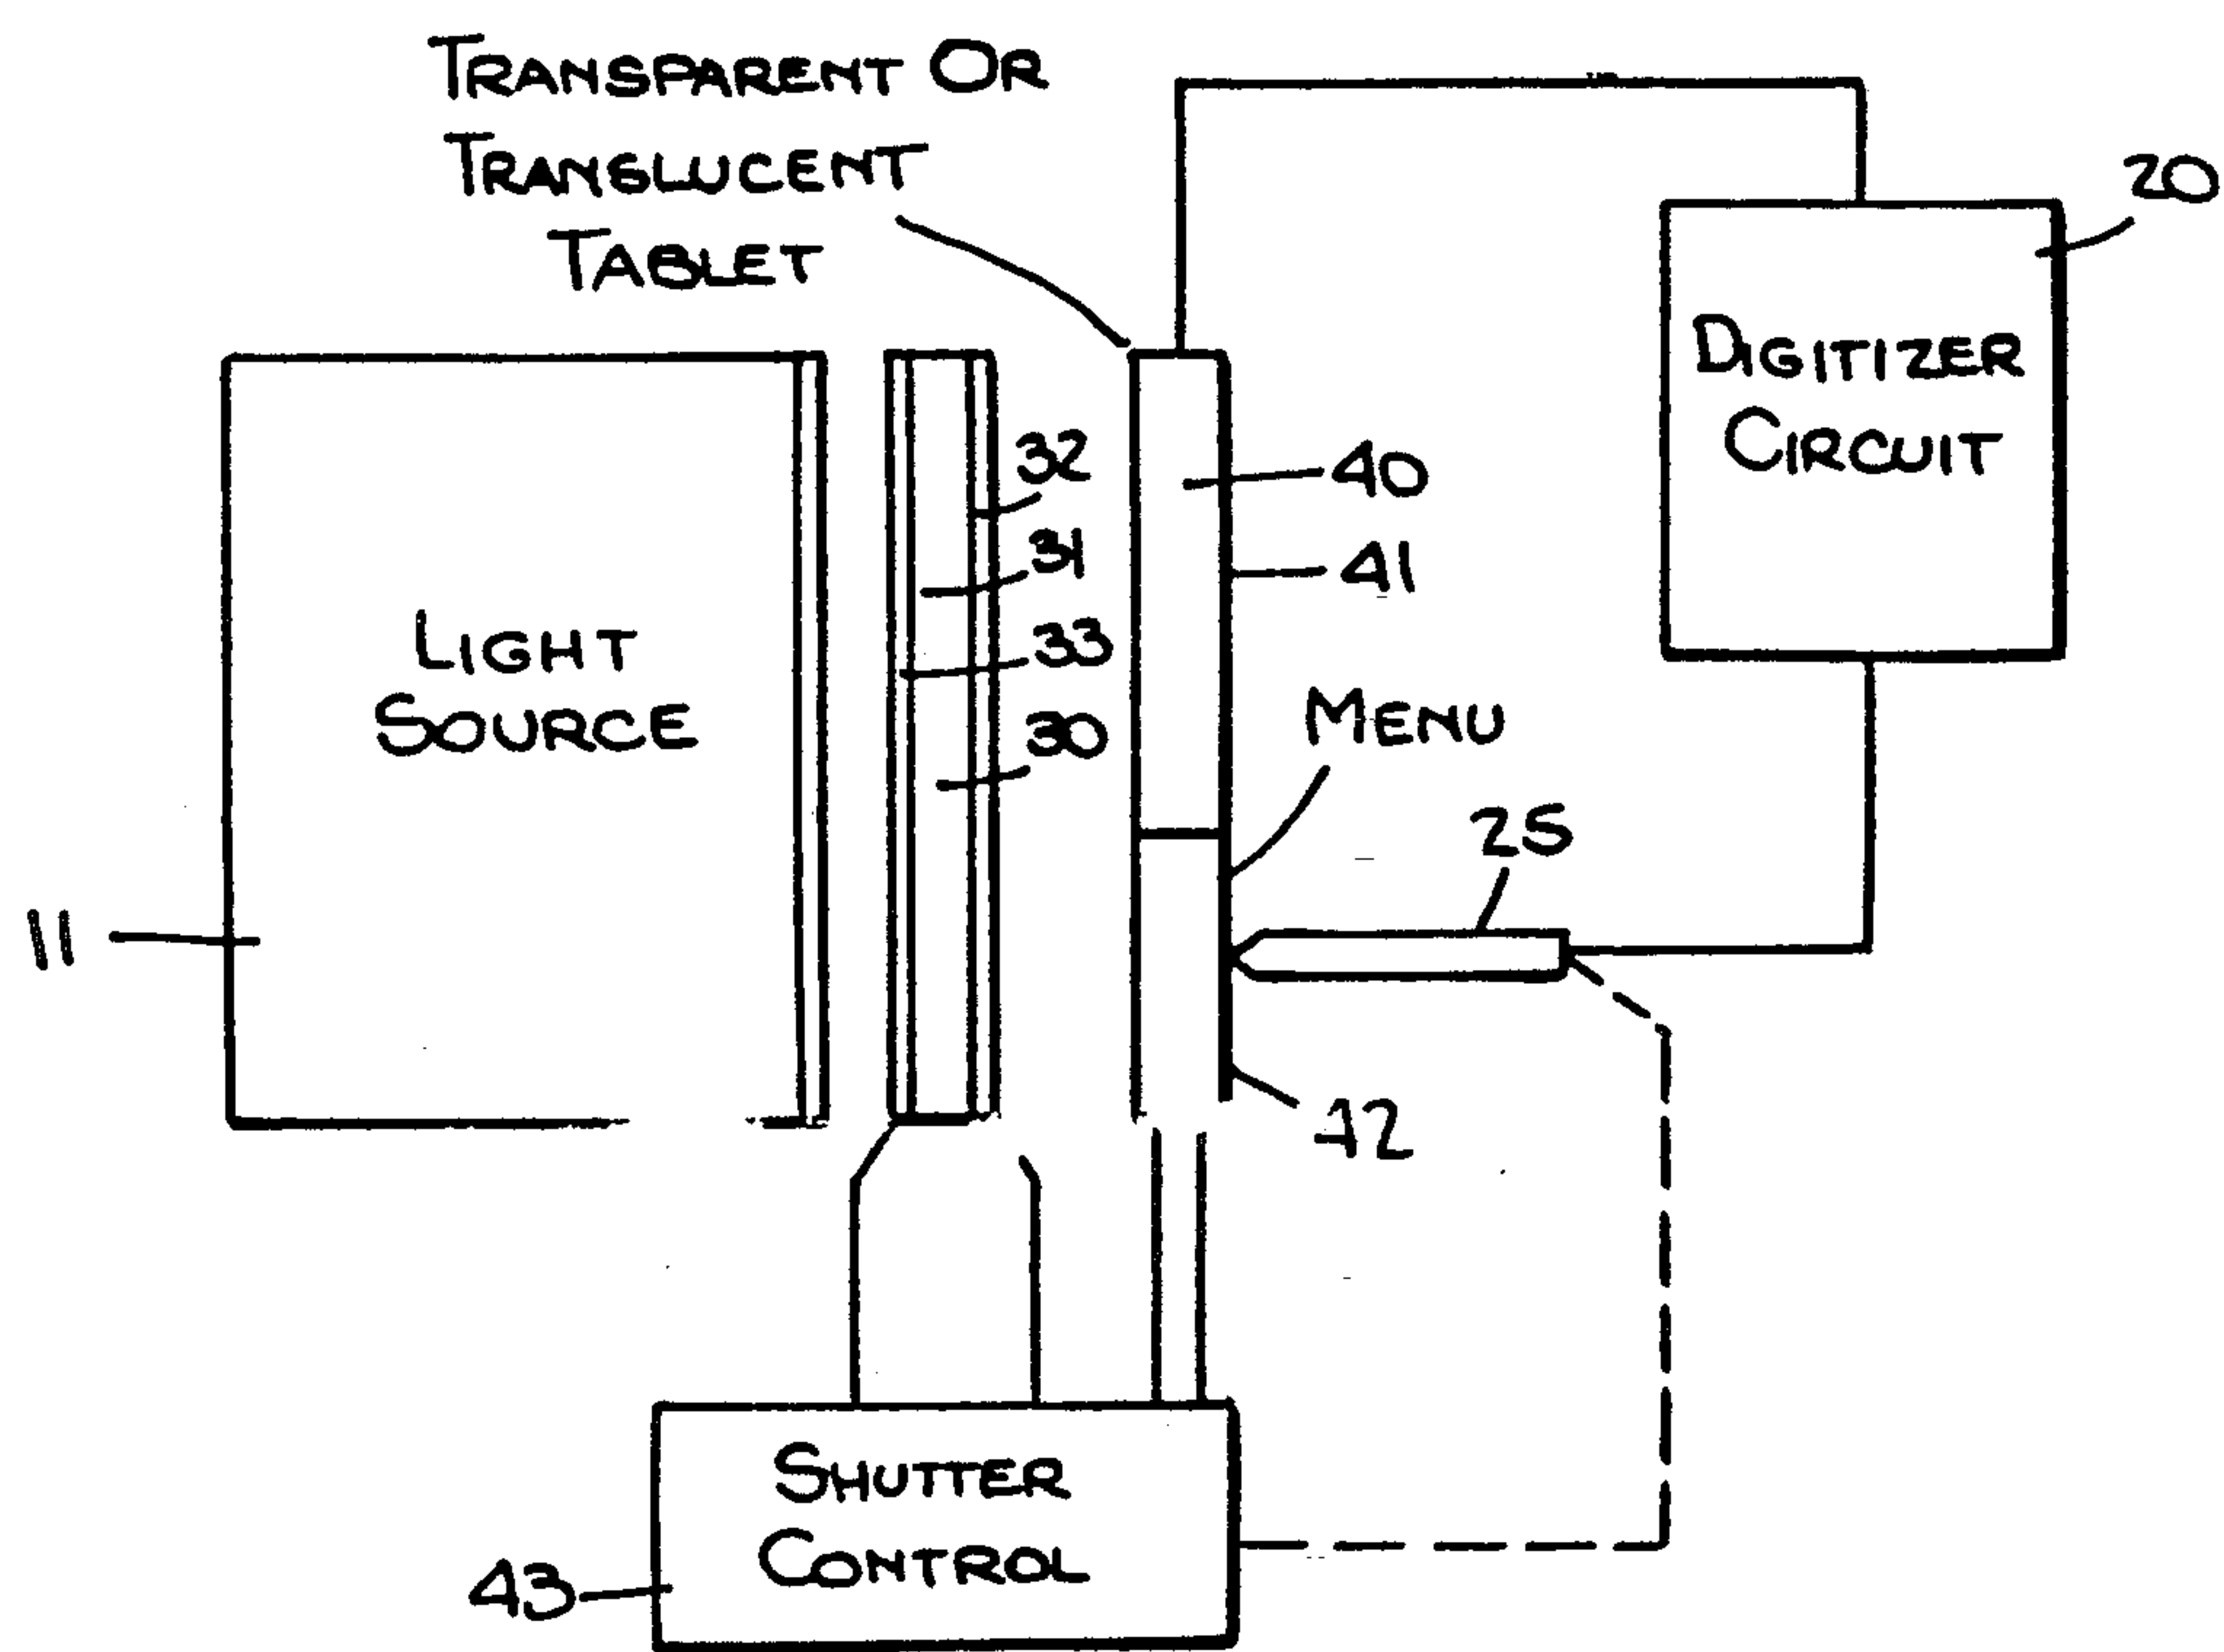 TRANSPARENT OR
TRANSLUCENT
TABLET
20
DIGITIZER
CIRCUIT
32
40
31
41
33
LIGHT
SOURCE
30
MENU
25
11
42
SHUTTER
CONTROL
43